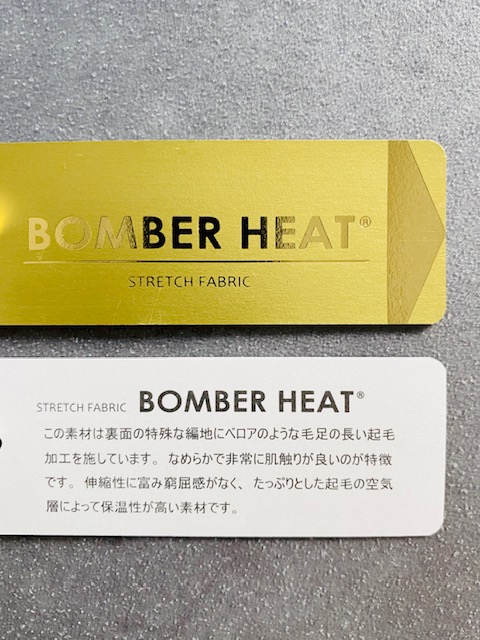 BOMBER HEAT®
STRETCH FABRIC
STRETCH FABRIC BOMBER HEAT®
この素材は裏面の特殊な編地にベロアのような毛足の長い起毛
加工を施しています。なめらかで非常に肌触りが良いのが特徴
です。伸縮性に富み窮屈感がなく、たっぷりとした起毛の空気
層によって保温性が高い素材です。